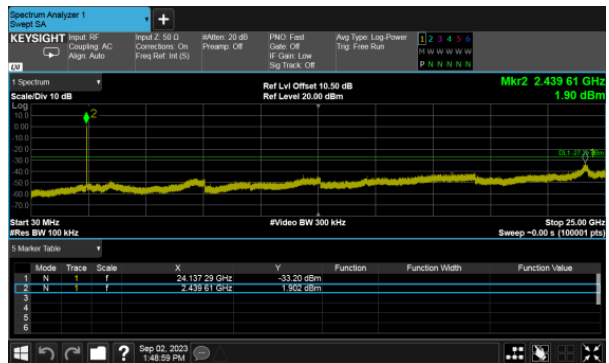 Spectrum Analyzer 1
Swept SA
+
KEYSIGHT Input: RF
Coupling: AC
Align: Auto
Input Z: 50 Ω
Corrections: On
Freq Ref: Int (S)
#Atten: 20 dB
Preamp: Off
PNO: Fast
Gate: Off
IF Gain: Low
Sig Track: Off
Avg Type: Log-Power
Trig: Free Run
1 2 3 4 5 6
M W W W W W
P N N N N N
LXI
1 Spectrum
Scale/Div 10 dB
Ref Lvl Offset 10.50 dB
Ref Level 20.00 dBm
Mkr2 2.439 61 GHz
1.90 dBm
Log
10.0
0.00
-10.0
-20.0
-30.0
-40.0
-50.0
-60.0
-70.0
2
1
Start 30 MHz
#Res BW 100 kHz
#Video BW 300 kHz
Stop 25.00 GHz
Sweep ~0.00 s (100001 pts)
5 Marker Table
Mode Trace Scale X Y Function Function Width Function Value
1 N 1 f 24.137 29 GHz -33.20 dBm
2 N 1 f 2.439 61 GHz 1.902 dBm
3
4
5
6
? Sep 02, 2023
1:48:59 PM